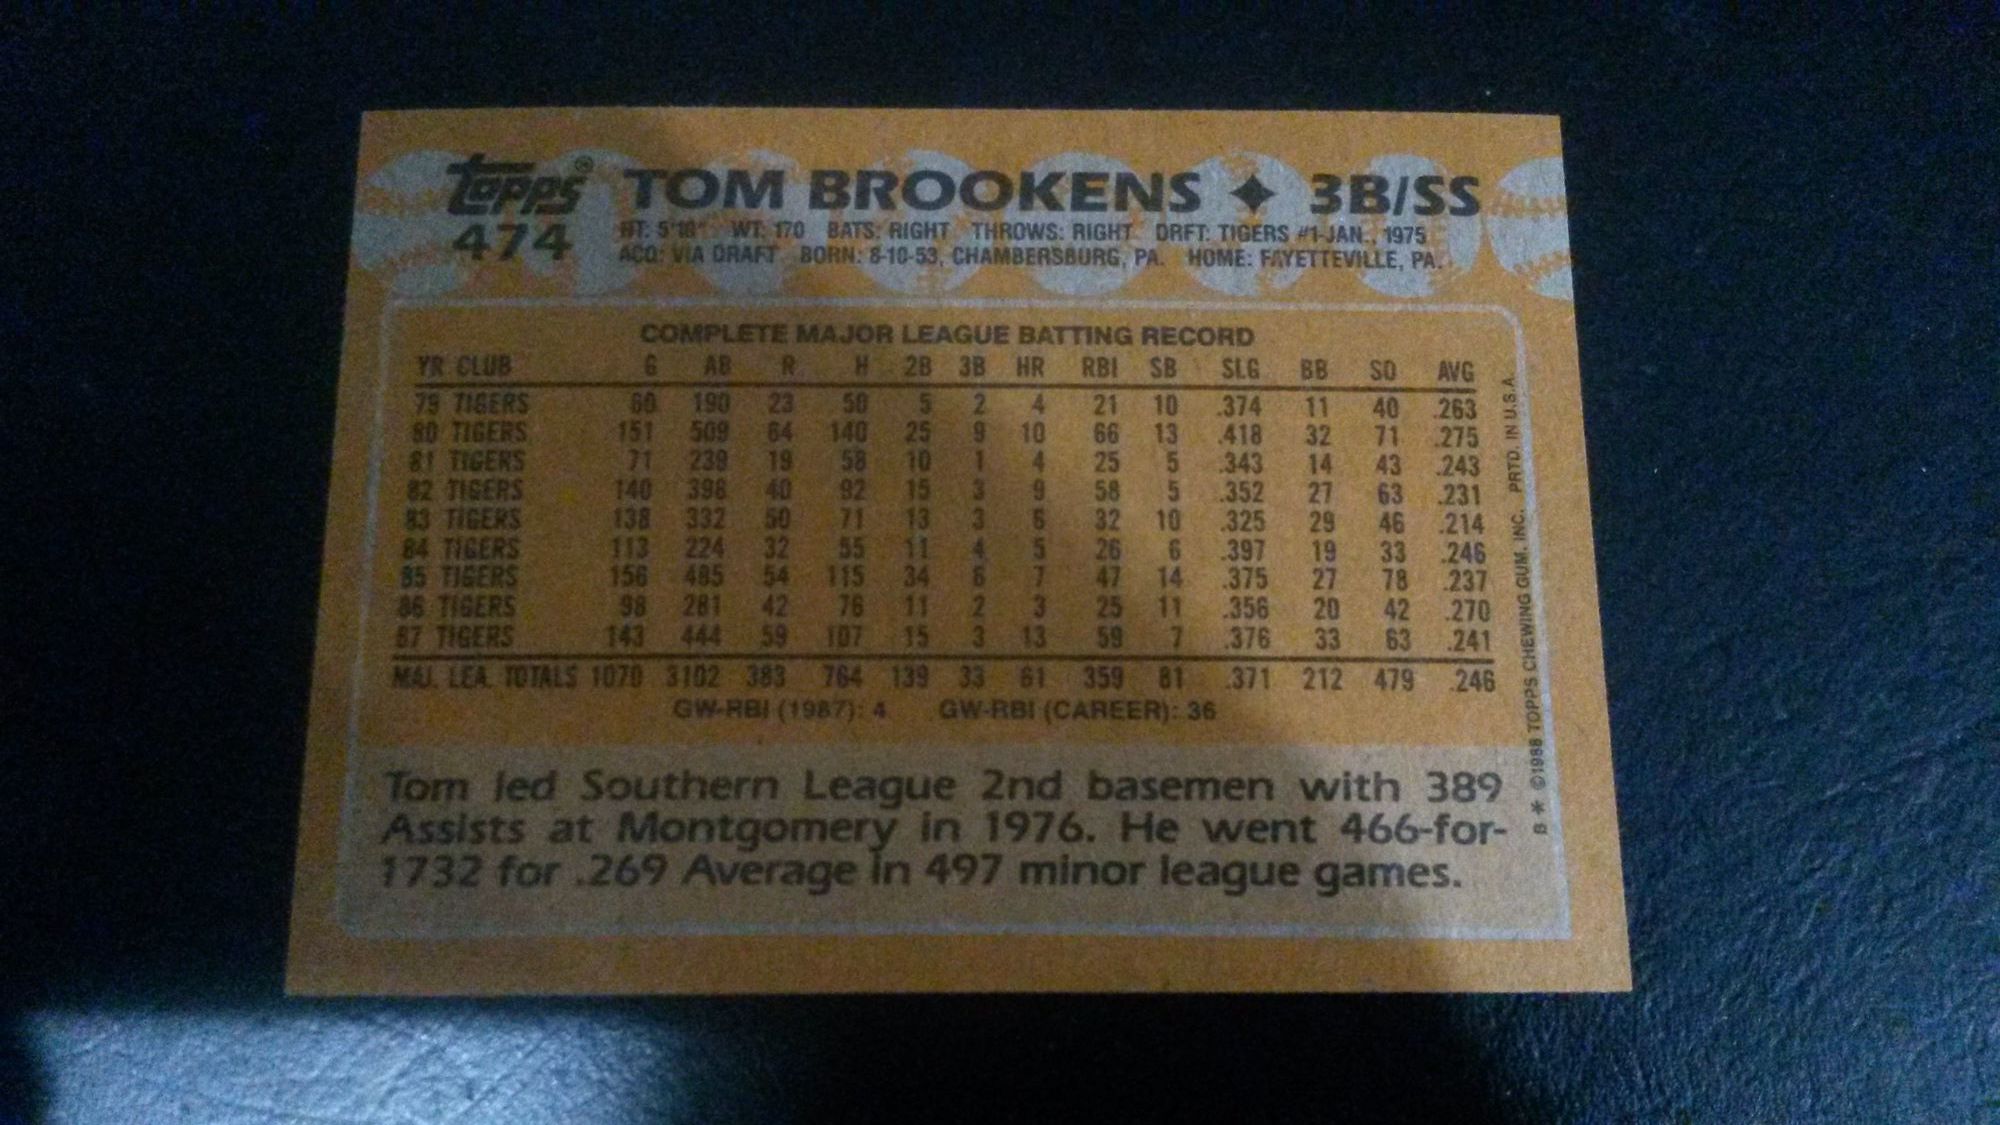 Topps® TOM BROOKENS ✦ 3B/SS
474
HT: 5'10" WT: 170 BATS: RIGHT THROWS: RIGHT DRFT: TIGERS #1-JAN., 1975
ACQ: VIA DRAFT BORN: 8-10-53, CHAMBERSBURG, PA. HOME: FAYETTEVILLE, PA.
COMPLETE MAJOR LEAGUE BATTING RECORD
YR CLUB G AB R H 2B 3B HR RBI SB SLG BB SO AVG
79 TIGERS 60 190 23 50 5 2 4 21 10 .374 11 40 .263
80 TIGERS 151 509 64 140 25 9 10 66 13 .418 32 71 .275
81 TIGERS 71 239 19 58 10 1 4 25 5 .343 14 43 .243
82 TIGERS 140 398 40 92 15 3 9 58 5 .352 27 63 .231
83 TIGERS 138 332 50 71 13 3 6 32 10 .325 29 46 .214
84 TIGERS 113 224 32 55 11 4 5 26 6 .397 19 33 .246
85 TIGERS 156 485 54 115 34 6 7 47 14 .375 27 78 .237
86 TIGERS 98 281 42 76 11 2 3 25 11 .356 20 42 .270
87 TIGERS 143 444 59 107 15 3 13 59 7 .376 33 63 .241
MAJ. LEA. TOTALS 1070 3102 383 764 139 33 61 359 81 .371 212 479 .246
GW-RBI (1987): 4 GW-RBI (CAREER): 36
Tom led Southern League 2nd basemen with 389
Assists at Montgomery in 1976. He went 466-for-
1732 for .269 Average in 497 minor league games.
B * ©1988 TOPPS CHEWING GUM, INC. PRTD. IN U.S.A.